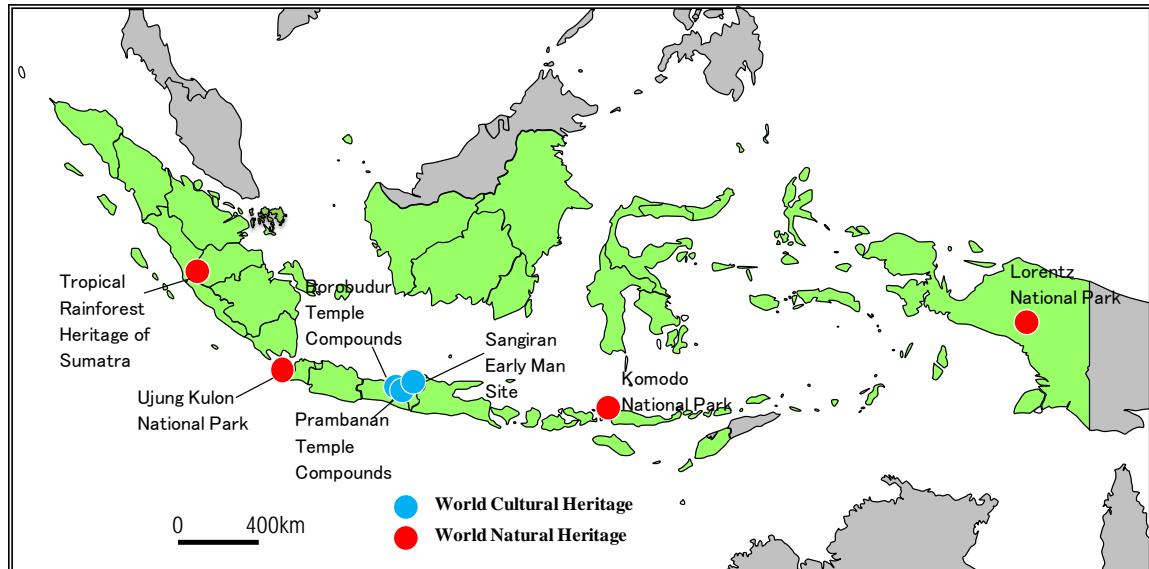 Tropical
Rainforest
Heritage of
Sumatra
Ujung Kulon
National Park
Borobudur
Temple
Compounds
Prambanan
Temple
Compounds
Sangiran
Early Man
Site
Komodo
National Park
Lorentz
National Park
World Cultural Heritage
World Natural Heritage
0 400km